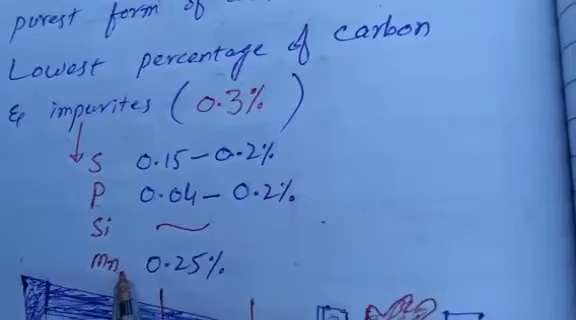 purest form of
Lowest percentage of carbon
& impurites (0.3%)
S 0.15-0.2%
P 0.04-0.2%.
Si ~
Mn 0.25%